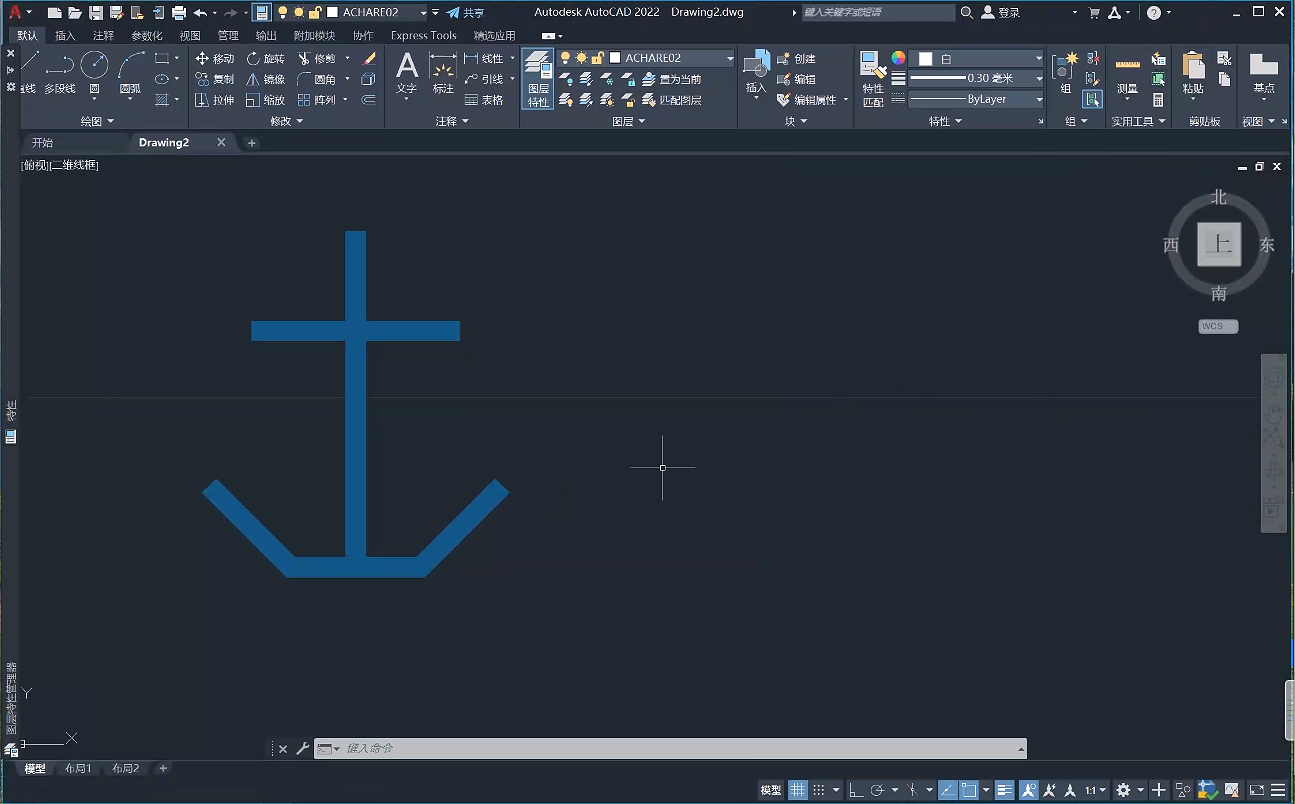 ACHARE02 共享 Autodesk AutoCAD 2022 Drawing2.dwg 键入关键字或短语 登录
默认 插入 注释 参数化 视图 管理 输出 附加模块 协作 Express Tools 精选应用
移动 旋转 修剪 线性 ACHARE02 创建 白
线 多段线 圆 圆弧 复制 镜像 圆角 文字 标注 引线 图层特性 置为当前 插入 编辑 特性匹配 0.30 毫米 组 测量 粘贴 基点
拉伸 缩放 阵列 表格 匹配图层 编辑属性 ByLayer
绘图 修改 注释 图层 块 特性 组 实用工具 剪贴板 视图
开始 Drawing2
[俯视][二维线框]
北
西 上 东
南
WCS
特性
图层特性管理器
Y
X
键入命令
模型 布局1 布局2
模型 1:1